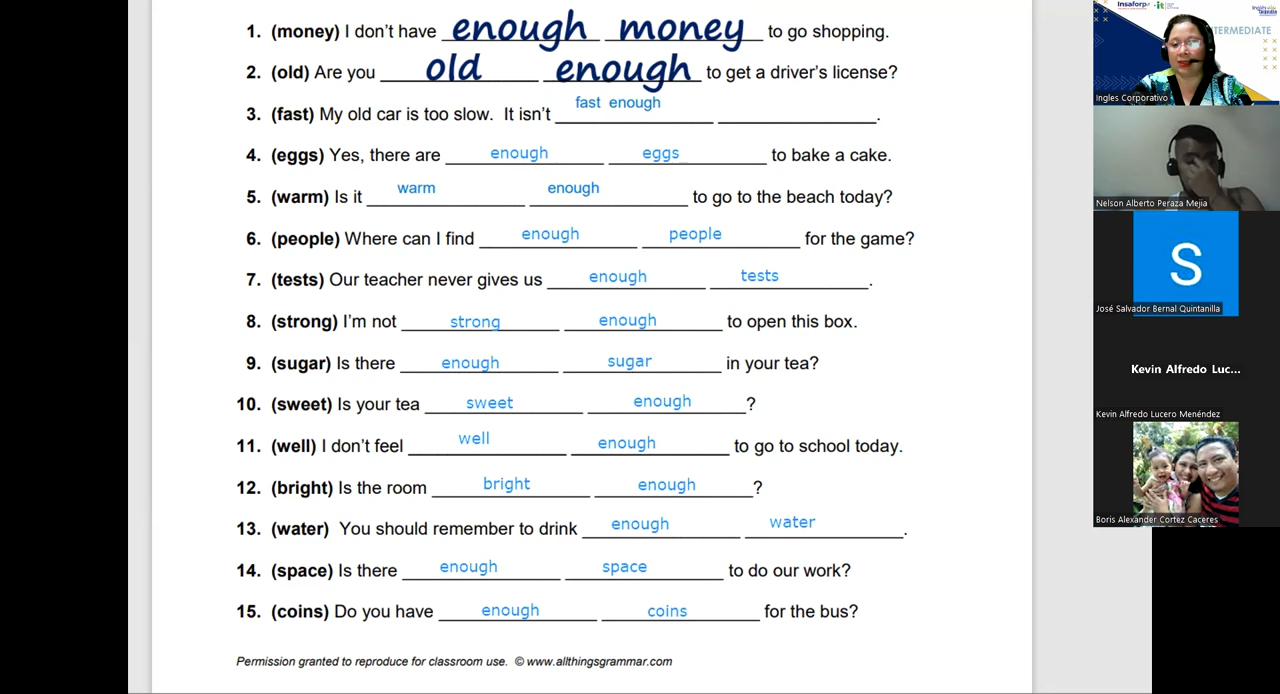 1. (money) I don't have enough money to go shopping.
2. (old) Are you old enough to get a driver's license?
3. (fast) My old car is too slow. It isn't fast enough ________ ________.
4. (eggs) Yes, there are enough eggs to bake a cake.
5. (warm) Is it warm enough to go to the beach today?
6. (people) Where can I find enough people for the game?
7. (tests) Our teacher never gives us enough tests.
8. (strong) I'm not strong enough to open this box.
9. (sugar) Is there enough sugar in your tea?
10. (sweet) Is your tea sweet enough?
11. (well) I don't feel well enough to go to school today.
12. (bright) Is the room bright enough?
13. (water) You should remember to drink enough water.
14. (space) Is there enough space to do our work?
15. (coins) Do you have enough coins for the bus?
Permission granted to reproduce for classroom use. © www.allthingsgrammar.com
Insaforp
TERMEDIATE
Ingles Corporativo
Nelson Alberto Peraza Mejia
S
José Salvador Bernal Quintanilla
Kevin Alfredo Luc...
Kevin Alfredo Lucero Menéndez
Boris Alexander Cortez Caceres